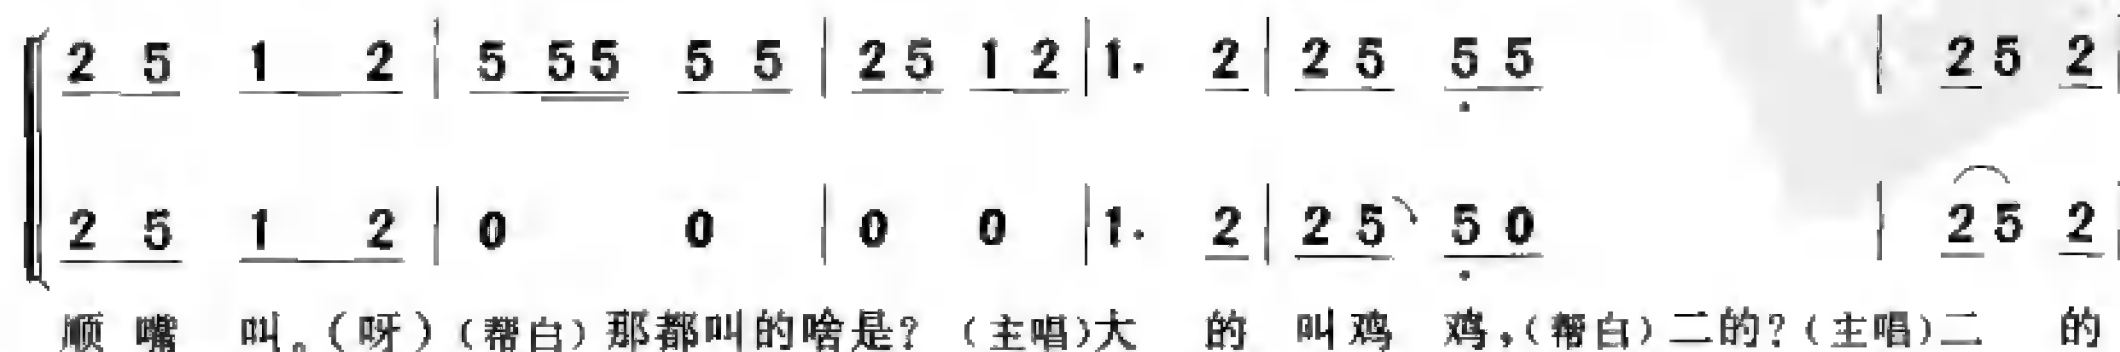 2 5 1 2 | 5 5 5 5 5 | 2 5 1 2 | 1. 2 | 2 5 5 5 | 2 5 2
2 5 1 2 | 0 0 | 0 0 | 1. 2 | 2 5 5 0 | 2 5 2
顺嘴叫。(呀)(帮白)那都叫的啥是?(主唱)大的叫鸡鸡,(帮白)二的?(主唱)二的